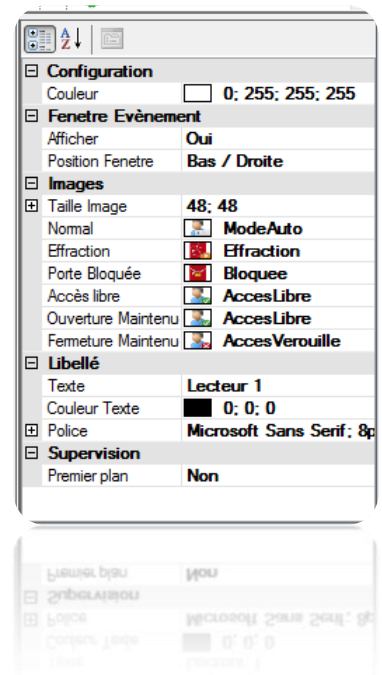 Configuration
Couleur 0; 255; 255; 255
Fenetre Evènement
Afficher Oui
Position Fenetre Bas / Droite
Images
Taille Image 48; 48
Normal ModeAuto
Effraction Effraction
Porte Bloquée Bloquee
Accès libre AccesLibre
Ouverture Maintenu AccesLibre
Fermeture Maintenu AccesVerouille
Libellé
Texte Lecteur 1
Couleur Texte 0; 0; 0
Police Microsoft Sans Serif; 8p
Supervision
Premier plan Non